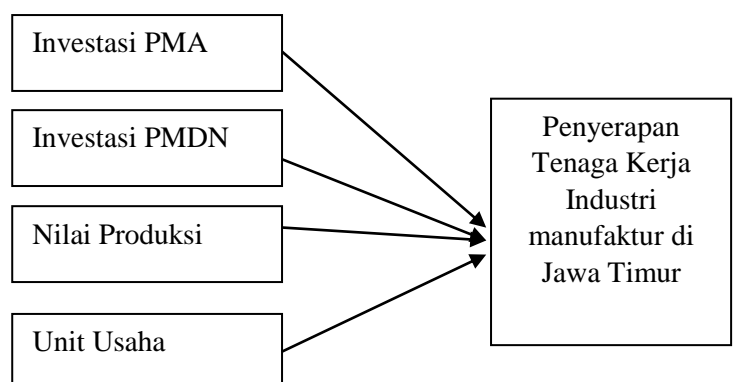 Investasi PMA
Investasi PMDN
Nilai Produksi
Unit Usaha
Penyerapan
Tenaga Kerja
Industri
manufaktur di
Jawa Timur